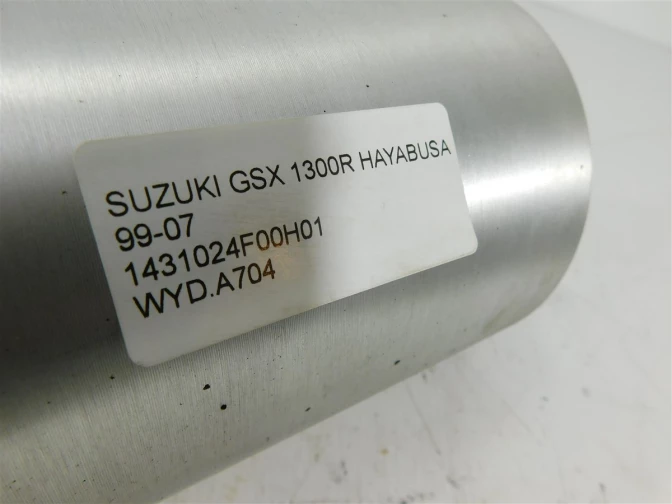 SUZUKI GSX 1300R HAYABUSA
99-07
1431024F00H01
WYD.A704